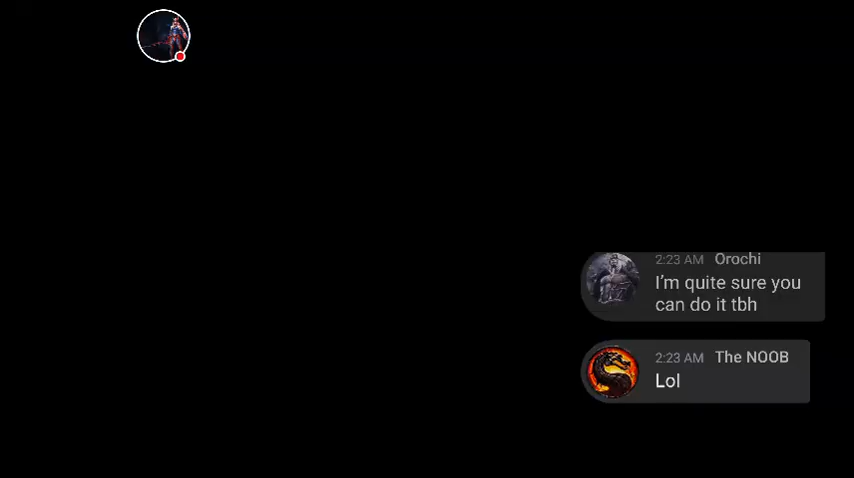 2:23 AM Orochi
I'm quite sure you
can do it tbh
2:23 AM The NOOB
Lol